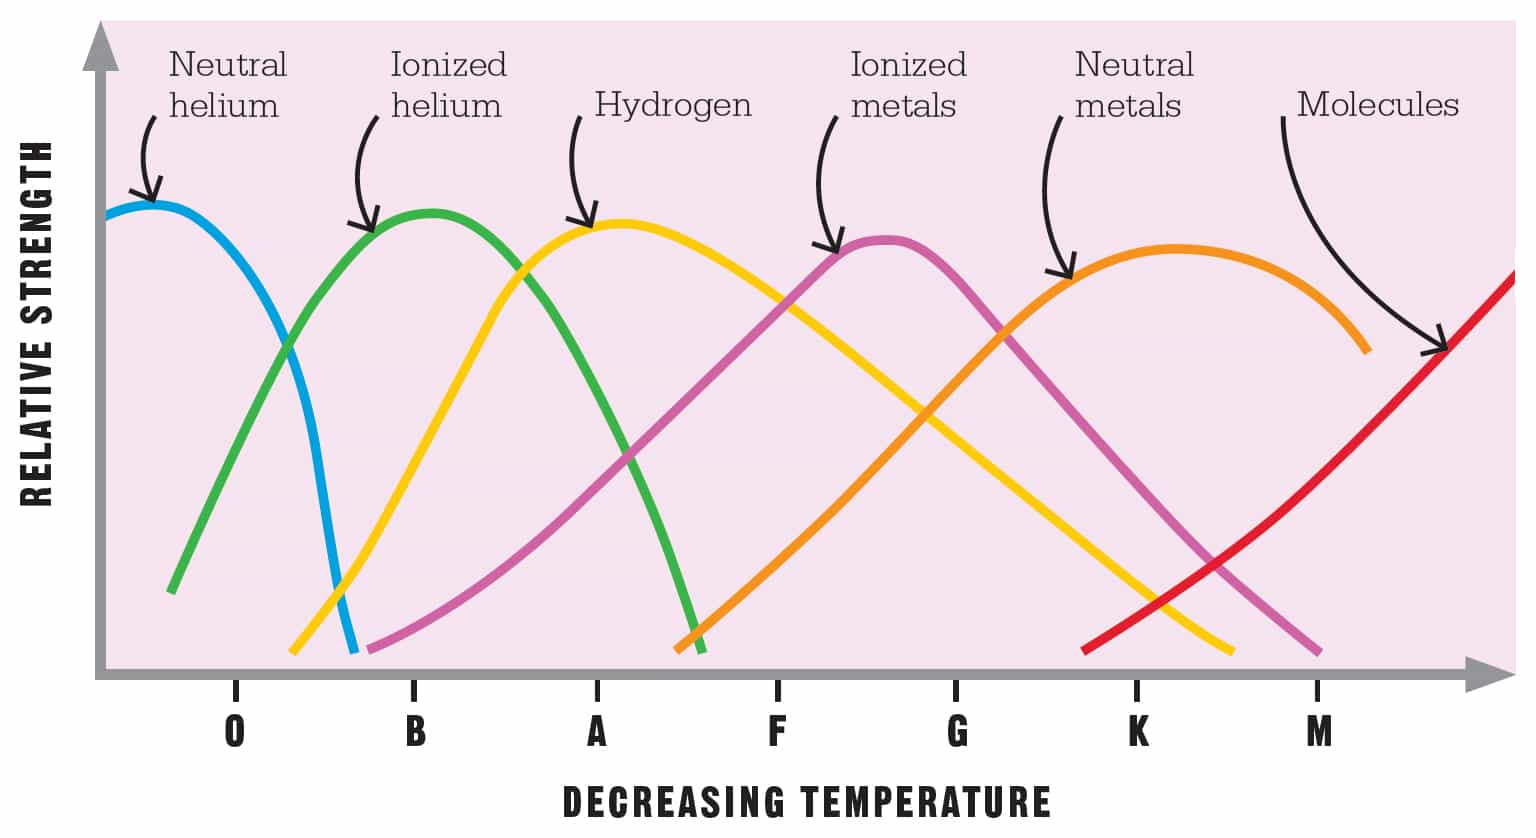 Neutral
helium
Ionized
helium
Hydrogen
Ionized
metals
Neutral
metals
Molecules
RELATIVE STRENGTH
O
B
A
F
G
K
M
DECREASING TEMPERATURE